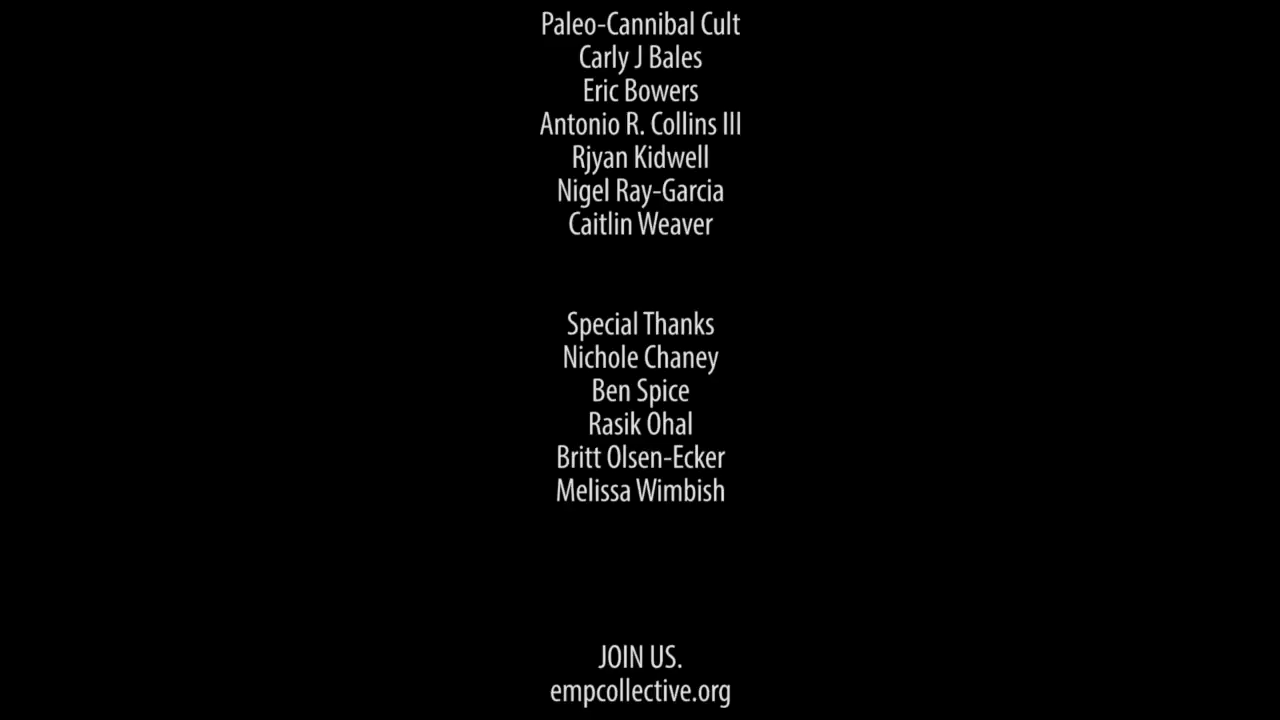 Paleo-Cannibal Cult
Carly J Bales
Eric Bowers
Antonio R. Collins III
Rjyan Kidwell
Nigel Ray-Garcia
Caitlin Weaver
Special Thanks
Nichole Chaney
Ben Spice
Rasik Ohal
Britt Olsen-Ecker
Melissa Wimbish
JOIN US.
empcollective.org